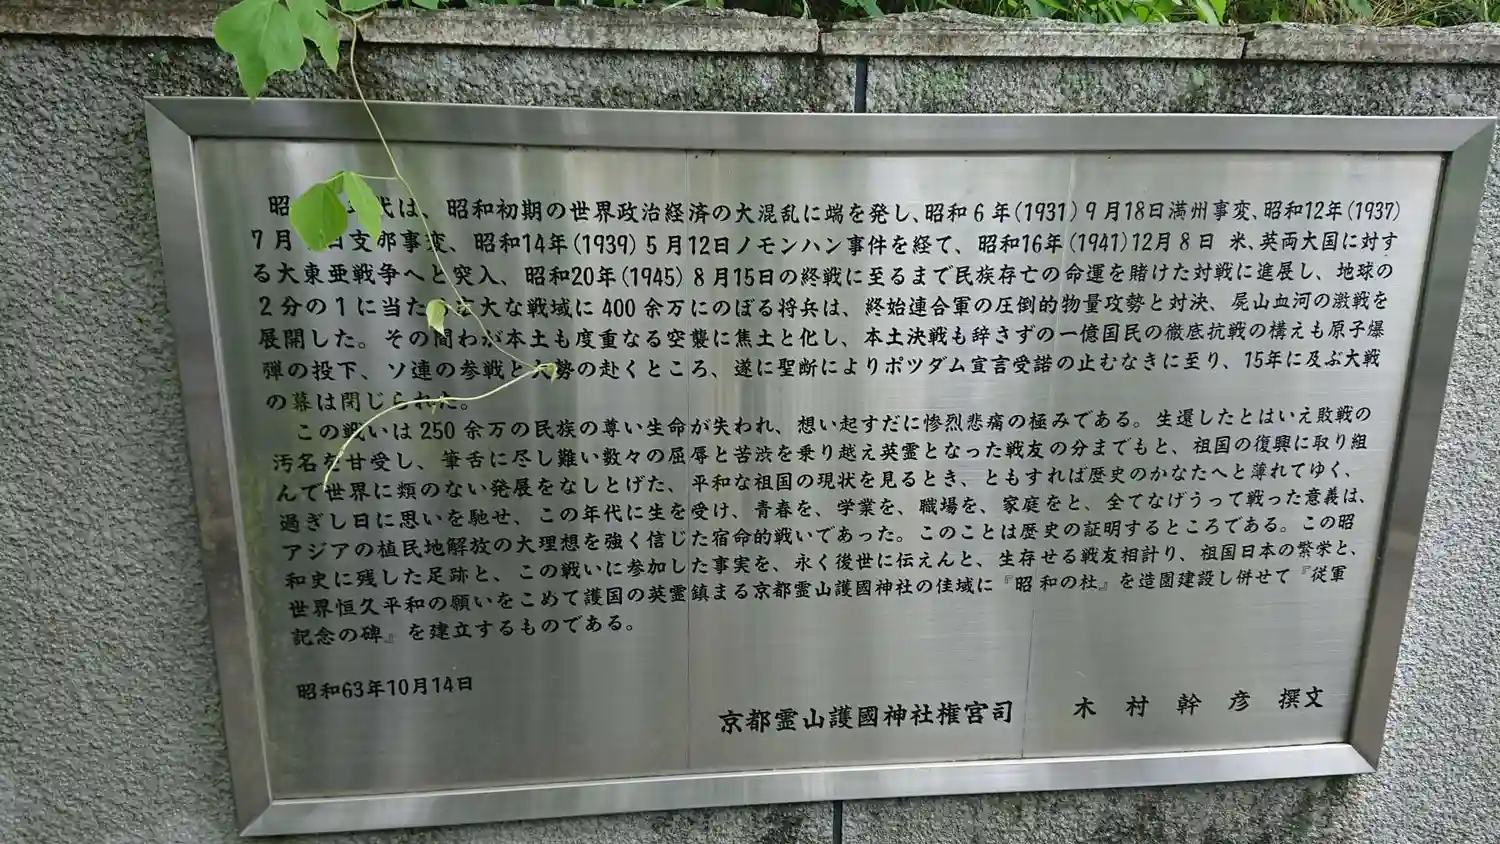 昭 代は、昭和初期の世界政治経済の大混乱に端を発し、昭和6年(1931)9月18日満州事変、昭和12年(1937)
7月 日支那事変、昭和14年(1939)5月12日ノモンハン事件を経て、昭和16年(1941)12月8日 米、英両大国に対す
る大東亜戦争へと突入、昭和20年(1945)8月15日の終戦に至るまで民族存亡の命運を賭けた対戦に進展し、地球の
2分の1に当た 大な戦域に400余万にのぼる将兵は、終始連合軍の圧倒的物量攻勢と対決、屍山血河の激戦を
展開した。その間わが本土も度重なる空襲に焦土と化し、本土決戦も辞さずの一億国民の徹底抗戦の構えも原子爆
弾の投下、ソ連の参戦と大勢の赴くところ、遂に聖断によりポツダム宣言受諾の止むなきに至り、15年に及ぶ大戦
の幕は閉じられた。
この戦いは250余万の民族の尊い生命が失われ、想い起すだに惨烈悲痛の極みである。生還したとはいえ敗戦の
汚名を甘受し、筆舌に尽し難い数々の屈辱と苦渋を乗り越え英霊となった戦友の分までもと、祖国の復興に取り組
んで世界に類のない発展をなしとげた、平和な祖国の現状を見るとき、ともすれば歴史のかなたへと薄れてゆく、
過ぎし日に思いを馳せ、この年代に生を受け、青春を、学業を、職場を、家庭をと、全てなげうって戦った意義は、
アジアの植民地解放の大理想を強く信じた宿命的戦いであった。このことは歴史の証明するところである。この昭
和史に残した足跡と、この戦いに参加した事実を、永く後世に伝えんと、生存せる戦友相計り、祖国日本の繁栄と、
世界恒久平和の願いをこめて護国の英霊鎮まる京都霊山護國神社の佳域に『昭和の杜』を造園建設し併せて『従軍
記念の碑』を建立するものである。
昭和63年10月14日
京都霊山護國神社権宮司 木村幹彦 撰文